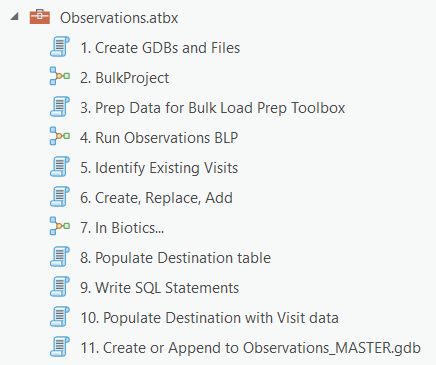 Observations.atbx
1. Create GDBs and Files
2. BulkProject
3. Prep Data for Bulk Load Prep Toolbox
4. Run Observations BLP
5. Identify Existing Visits
6. Create, Replace, Add
7. In Biotics...
8. Populate Destination table
9. Write SQL Statements
10. Populate Destination with Visit data
11. Create or Append to Observations_MASTER.gdb